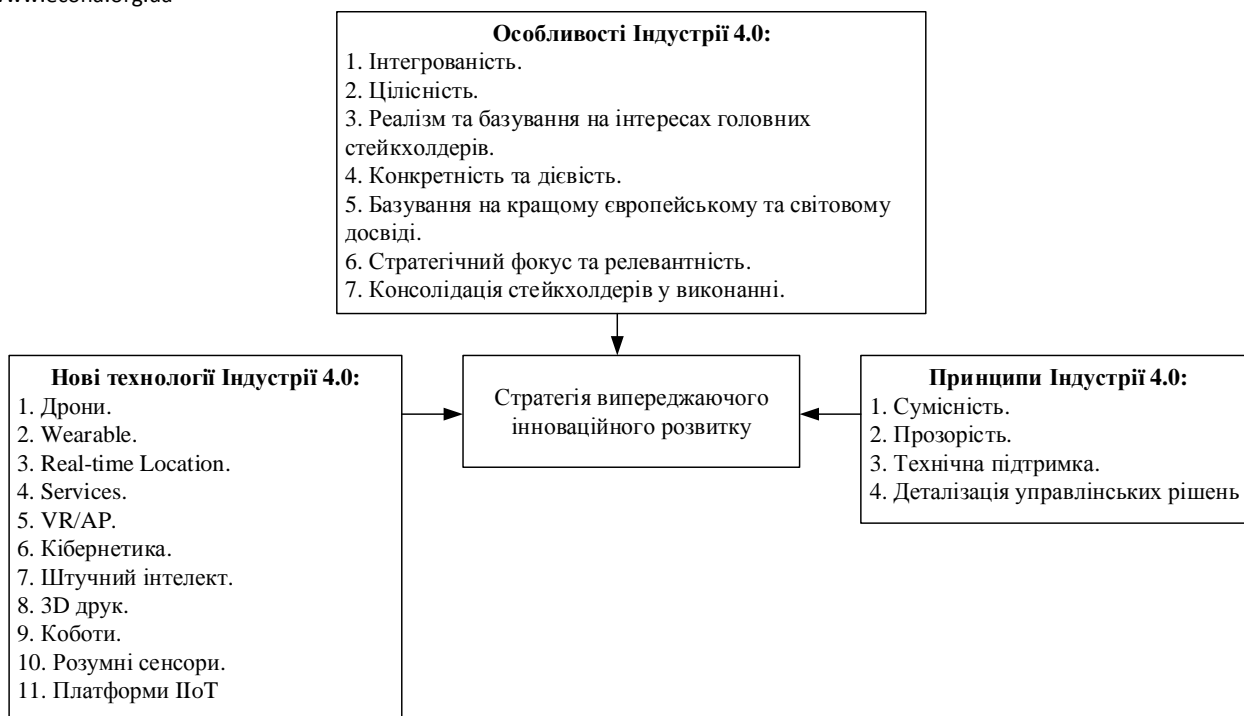 Особливості Індустрії 4.0:
1. Інтегрованість.
2. Цілісність.
3. Реалізм та базування на інтересах головних
стейкхолдерів.
4. Конкретність та дієвість.
5. Базування на кращому європейському та світовому
досвіді.
6. Стратегічний фокус та релевантність.
7. Консолідація стейкхолдерів у виконанні.
Нові технології Індустрії 4.0:
1. Дрони.
2. Wearable.
3. Real-time Location.
4. Services.
5. VR/AP.
6. Кібернетика.
7. Штучний інтелект.
8. 3D друк.
9. Коботи.
10. Розумні сенсори.
11. Платформи ІІоТ
Стратегія випереджаючого
інноваційного розвитку
Принципи Індустрії 4.0:
1. Сумісність.
2. Прозорість.
3. Технічна підтримка.
4. Деталізація управлінських рішень